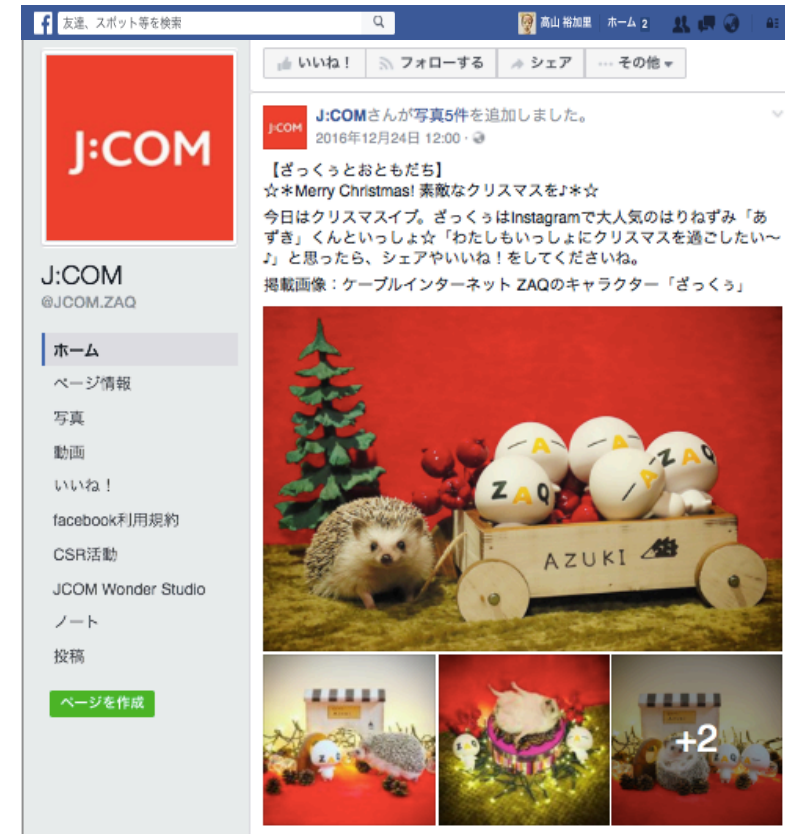 友達、スポット等を検索
高山 裕加里
ホーム 2
J:COM
J:COM
@JCOM.ZAQ
ホーム
ページ情報
写真
動画
いいね！
facebook利用規約
CSR活動
JCOM Wonder Studio
ノート
投稿
ページを作成
いいね！
フォローする
シェア
… その他
J:COM
J:COMさんが写真5件を追加しました。
2016年12月24日 12:00 ·
【ざっくぅとおともだち】
☆＊Merry Christmas! 素敵なクリスマスを♪＊☆
今日はクリスマスイブ。ざっくぅはInstagramで大人気のはりねずみ「あ
ずき」くんといっしょ☆「わたしもいっしょにクリスマスを過ごしたい〜
♪」と思ったら、シェアやいいね！をしてくださいね。
掲載画像：ケーブルインターネット ZAQのキャラクター「ざっくぅ」
A
A
ZAQ
ZAQ
A
AZUKI
+2